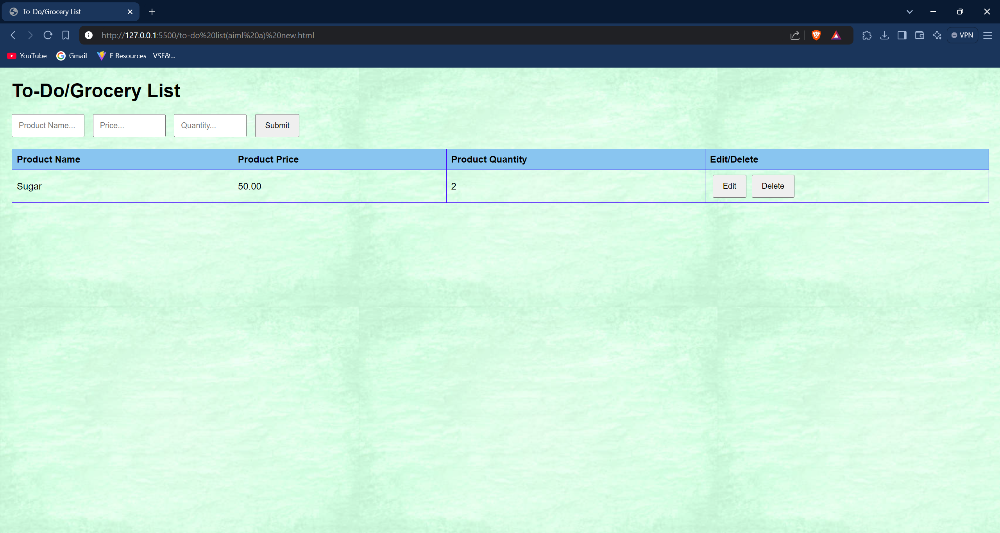 To-Do/Grocery List
http://127.0.0.1:5500/to-do%20list(aiml%20a)%20new.html
VPN
YouTube Gmail E Resources - VSE&...
To-Do/Grocery List
Product Name... Price... Quantity... Submit
Product Name Product Price Product Quantity Edit/Delete
Sugar 50.00 2 Edit Delete